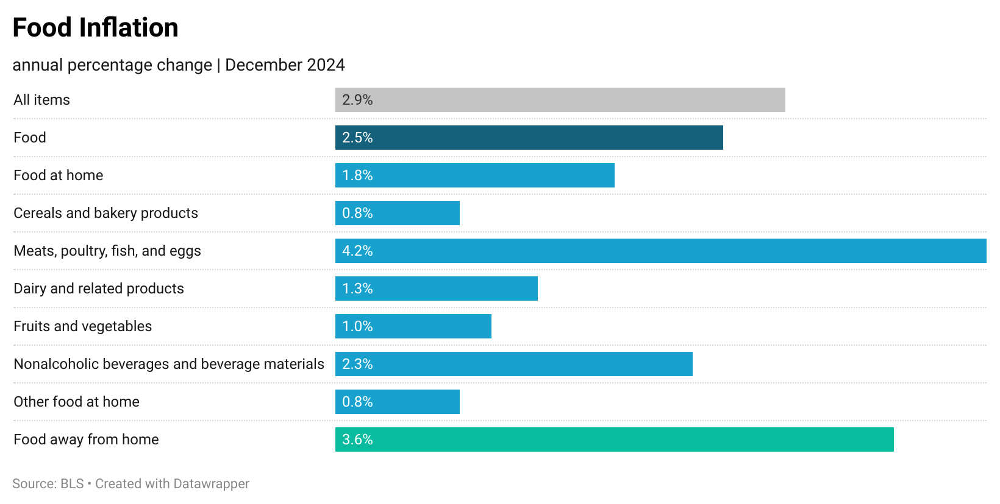 Food Inflation
annual percentage change | December 2024
All items 2.9%
Food 2.5%
Food at home 1.8%
Cereals and bakery products 0.8%
Meats, poultry, fish, and eggs 4.2%
Dairy and related products 1.3%
Fruits and vegetables 1.0%
Nonalcoholic beverages and beverage materials 2.3%
Other food at home 0.8%
Food away from home 3.6%
Source: BLS • Created with Datawrapper